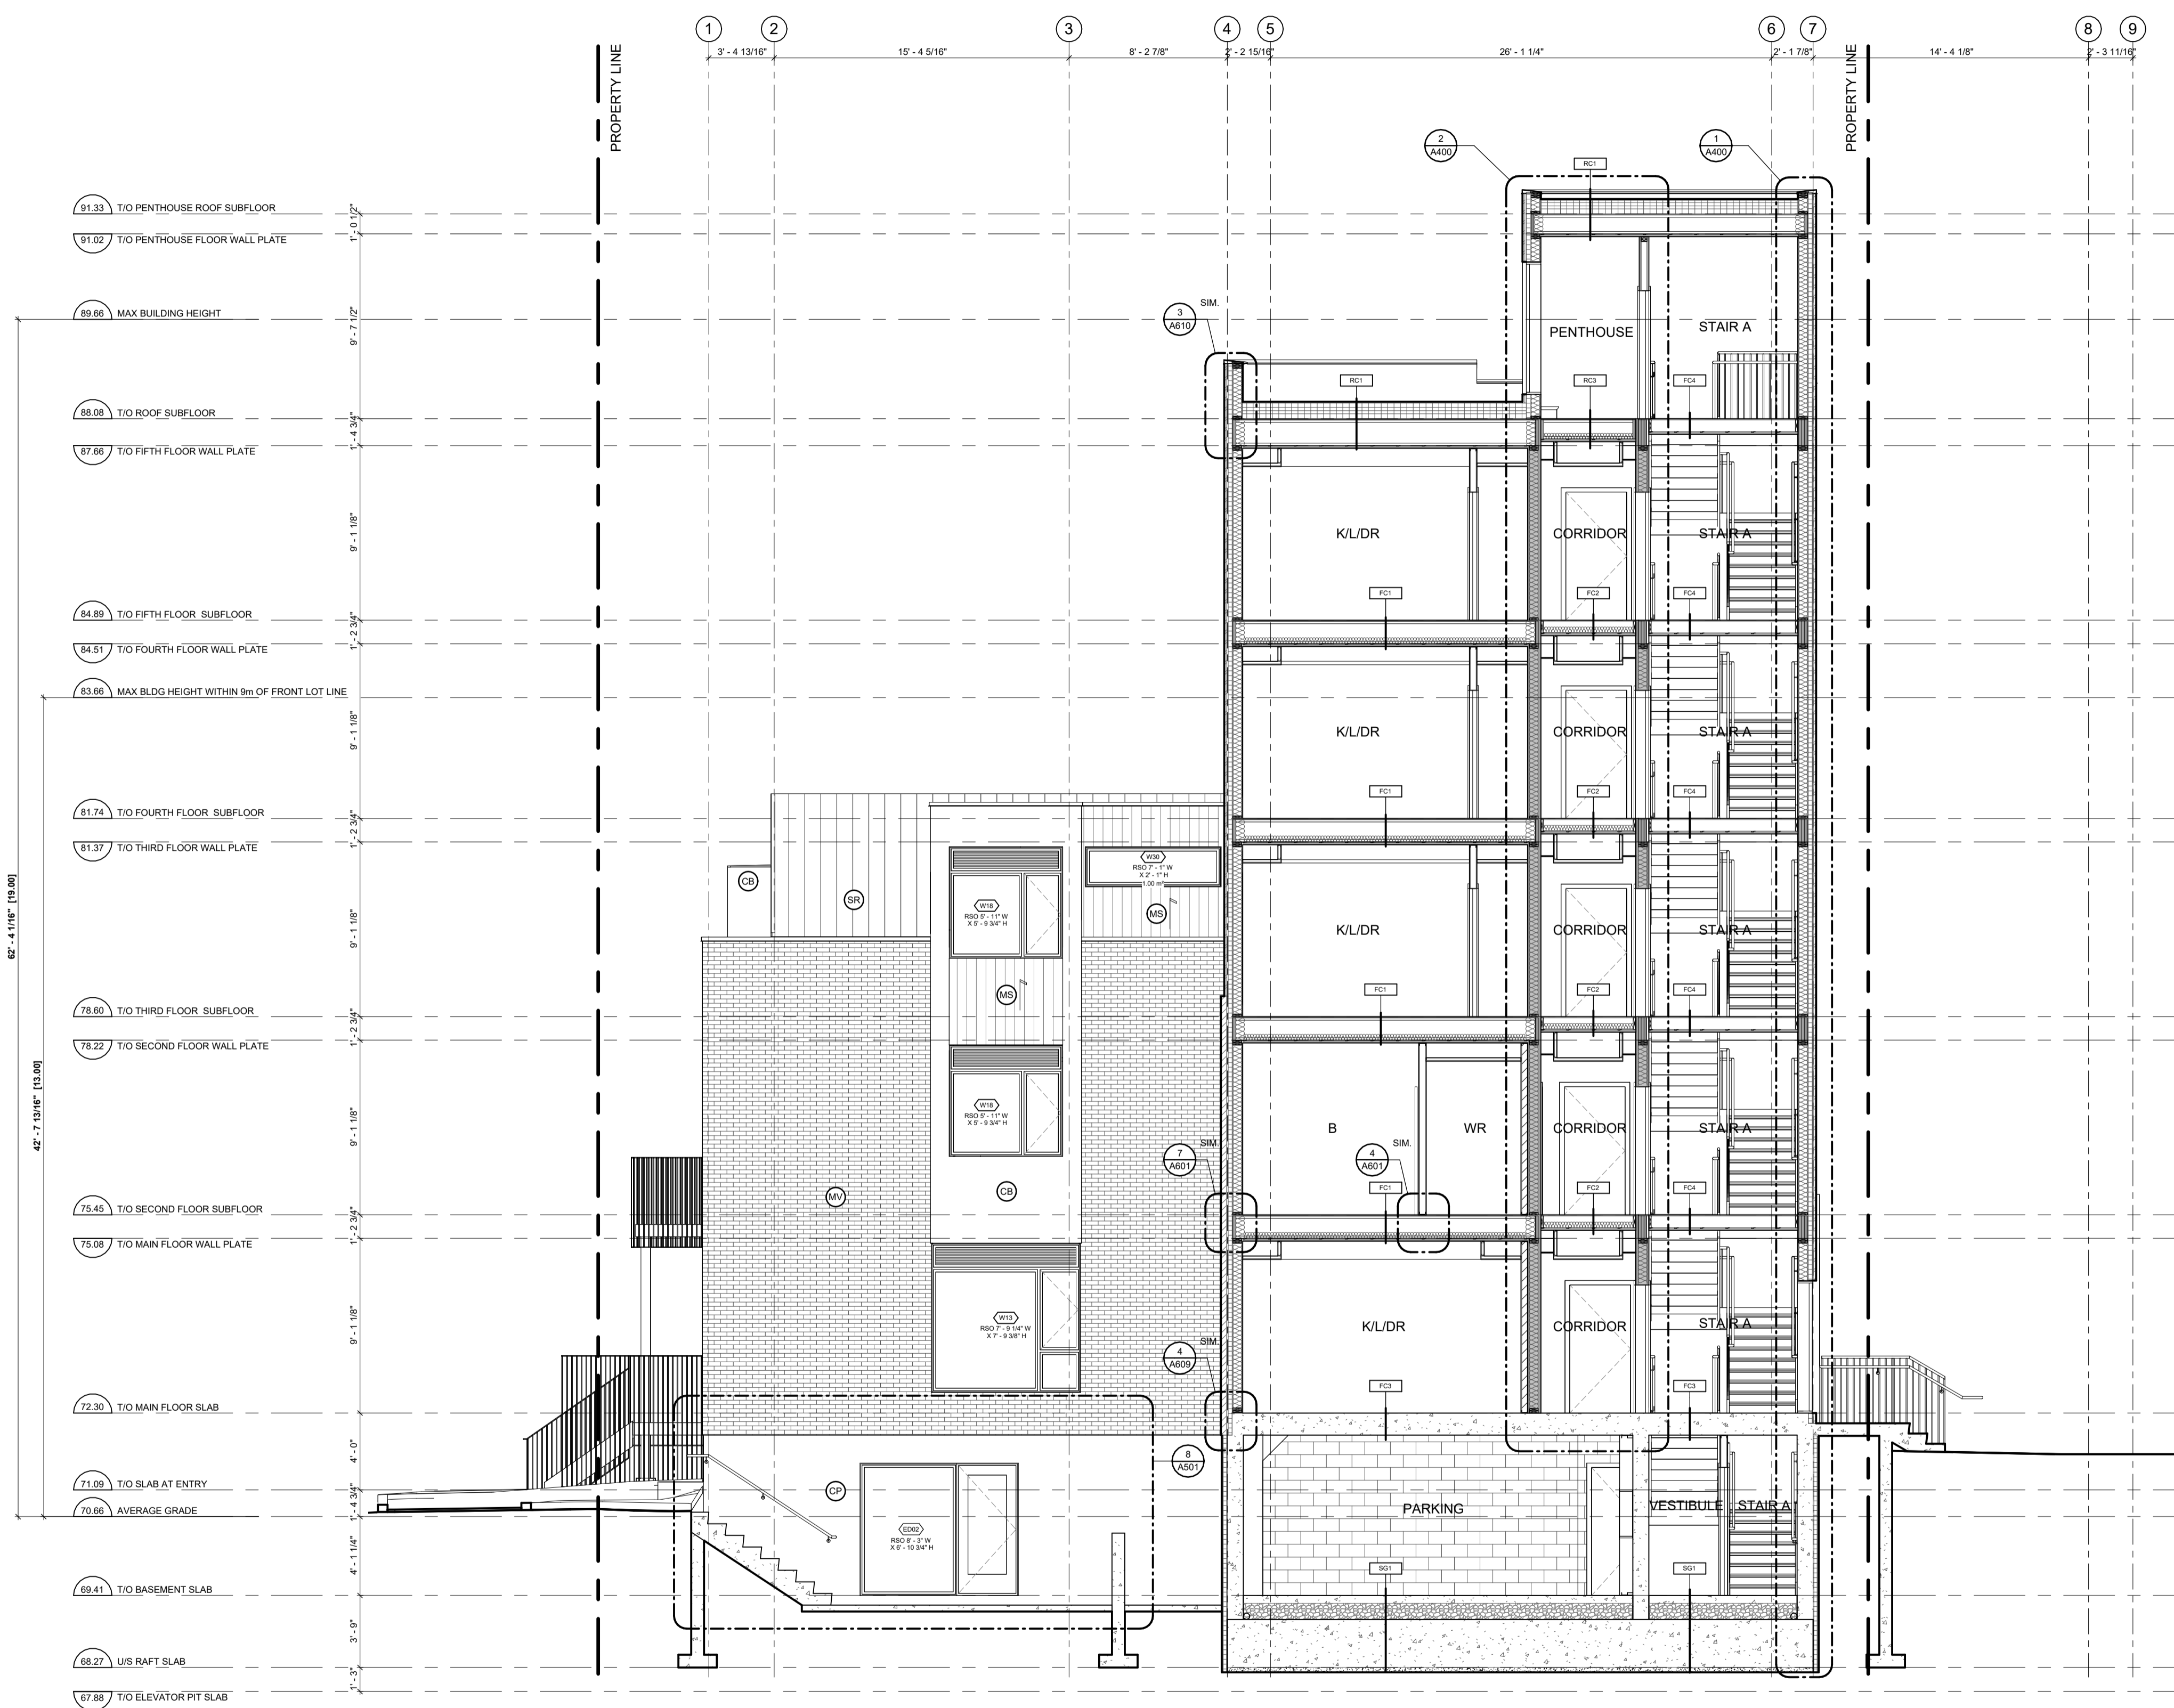 1 2 3 4 5 6 7 8 9
3' - 4 13/16" 15' - 4 5/16" 8' - 2 7/8" 2' - 2 15/16" 26' - 1 1/4" 2' - 1 7/8" 14' - 4 1/8" 2' - 3 11/16"
PROPERTY LINE
PROPERTY LINE
2
A400
1
A400
RC1
91.33 T/O PENTHOUSE ROOF SUBFLOOR
1' - 0 1/2"
91.02 T/O PENTHOUSE FLOOR WALL PLATE
9' - 7 1/2"
89.66 MAX BUILDING HEIGHT
SIM.
3
A610
PENTHOUSE STAIR A
RC1 RC3 FC4
88.08 T/O ROOF SUBFLOOR
1' - 4 3/4"
87.66 T/O FIFTH FLOOR WALL PLATE
9' - 1 1/8"
K/L/DR CORRIDOR STAIR A
FC1 FC2 FC4
84.89 T/O FIFTH FLOOR SUBFLOOR
1' - 2 3/4"
84.51 T/O FOURTH FLOOR WALL PLATE
83.66 MAX BLDG HEIGHT WITHIN 9m OF FRONT LOT LINE
9' - 1 1/8"
K/L/DR CORRIDOR STAIR A
FC1 FC2 FC4
81.74 T/O FOURTH FLOOR SUBFLOOR
1' - 2 3/4"
81.37 T/O THIRD FLOOR WALL PLATE
W30
RSO 7' - 1" W
X 2' - 1" H
1.00 m²
CB
SR
W18
RSO 5' - 11" W
X 5' - 9 3/4" H
MS
62' - 4 1/16" [19.00]
9' - 1 1/8"
K/L/DR CORRIDOR STAIR A
FC1 FC2 FC4
MS
78.60 T/O THIRD FLOOR SUBFLOOR
1' - 2 3/4"
78.22 T/O SECOND FLOOR WALL PLATE
42' - 7 13/16" [13.00]
9' - 1 1/8"
W18
RSO 5' - 11" W
X 5' - 9 3/4" H
B WR CORRIDOR STAIR A
SIM.
7
A601
SIM.
4
A601
MV
CB
FC1 FC2 FC4
75.45 T/O SECOND FLOOR SUBFLOOR
1' - 2 3/4"
75.08 T/O MAIN FLOOR WALL PLATE
9' - 1 1/8"
W13
RSO 7' - 9 1/4" W
X 7' - 9 3/8" H
K/L/DR CORRIDOR STAIR A
SIM.
4
A609
FC3 FC3
72.30 T/O MAIN FLOOR SLAB
4' - 0"
8
A501
71.09 T/O SLAB AT ENTRY
CP
1' - 4 3/4"
70.66 AVERAGE GRADE
PARKING VESTIBULE STAIR A
ED02
RSO 8' - 3" W
X 6' - 10 3/4" H
4' - 1 1/4"
SG1 SG1
69.41 T/O BASEMENT SLAB
3' - 9"
68.27 U/S RAFT SLAB
1' - 3"
67.88 T/O ELEVATOR PIT SLAB